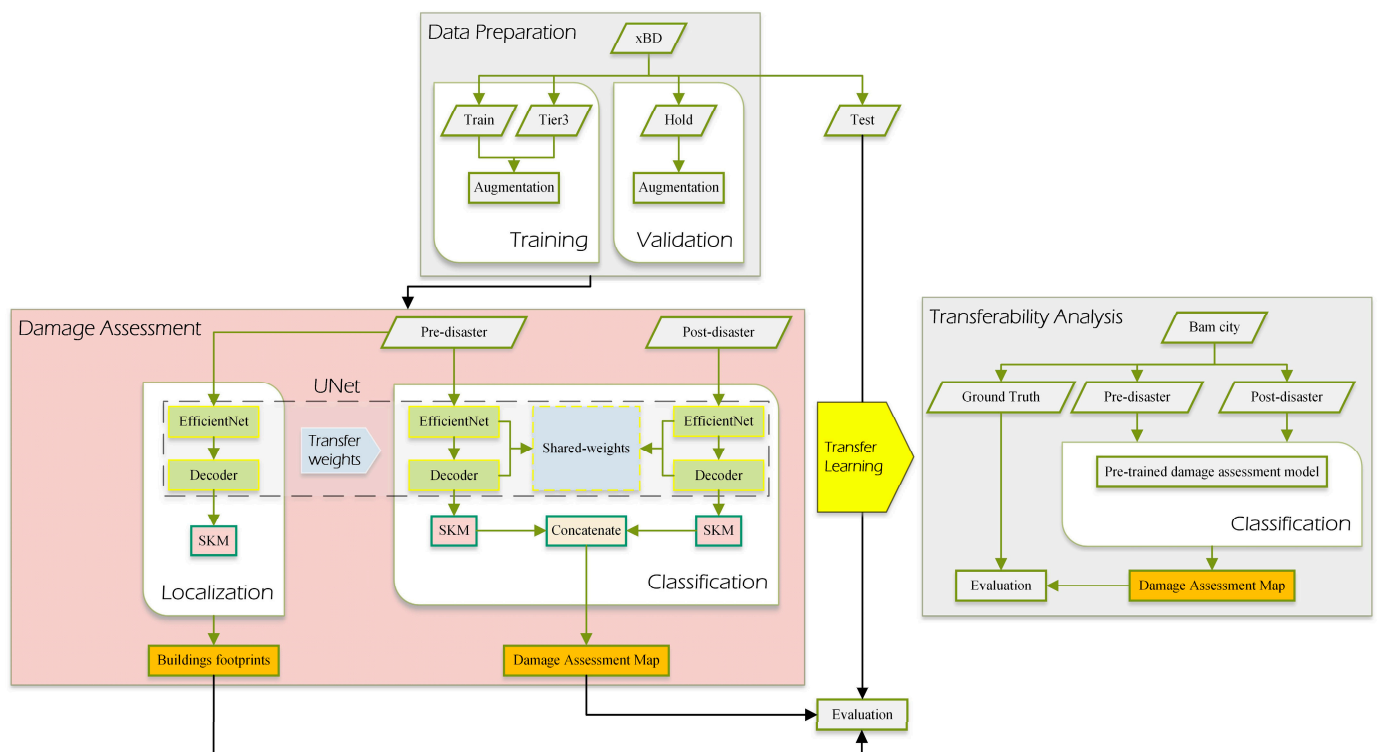 Data Preparation
xBD
Train
Tier3
Hold
Test
Augmentation
Augmentation
Training
Validation
Damage Assessment
Pre-disaster
Post-disaster
UNet
EfficientNet
EfficientNet
EfficientNet
Transfer
weights
Shared-weights
Decoder
Decoder
Decoder
SKM
SKM
Concatenate
SKM
Localization
Classification
Buildings footprints
Damage Assessment Map
Transfer
Learning
Evaluation
Transferability Analysis
Bam city
Ground Truth
Pre-disaster
Post-disaster
Pre-trained damage assessment model
Classification
Evaluation
Damage Assessment Map